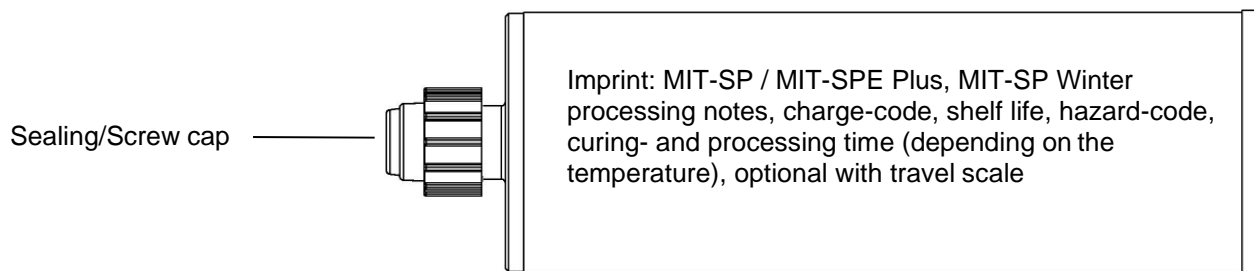 Imprint: MIT-SP / MIT-SPE Plus, MIT-SP Winter
processing notes, charge-code, shelf life, hazard-code,
curing- and processing time (depending on the
temperature), optional with travel scale
Sealing/Screw cap